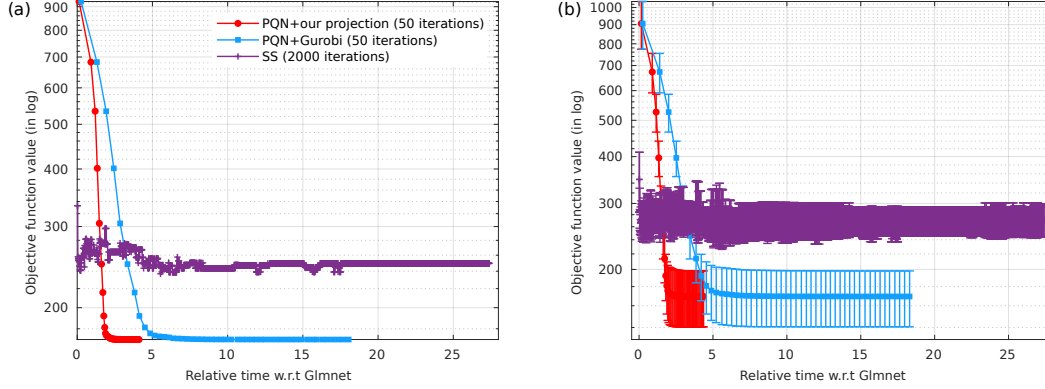 (a)
900
700
500
400
300
200
Objective function value (in log)
PQN+our projection (50 iterations)
PQN+Gurobi (50 iterations)
SS (2000 iterations)
0 5 10 15 20 25
Relative time w.r.t Glmnet
(b)
1000
900
800
700
600
500
400
300
200
Objective function value (in log)
0 5 10 15 20 25
Relative time w.r.t Glmnet